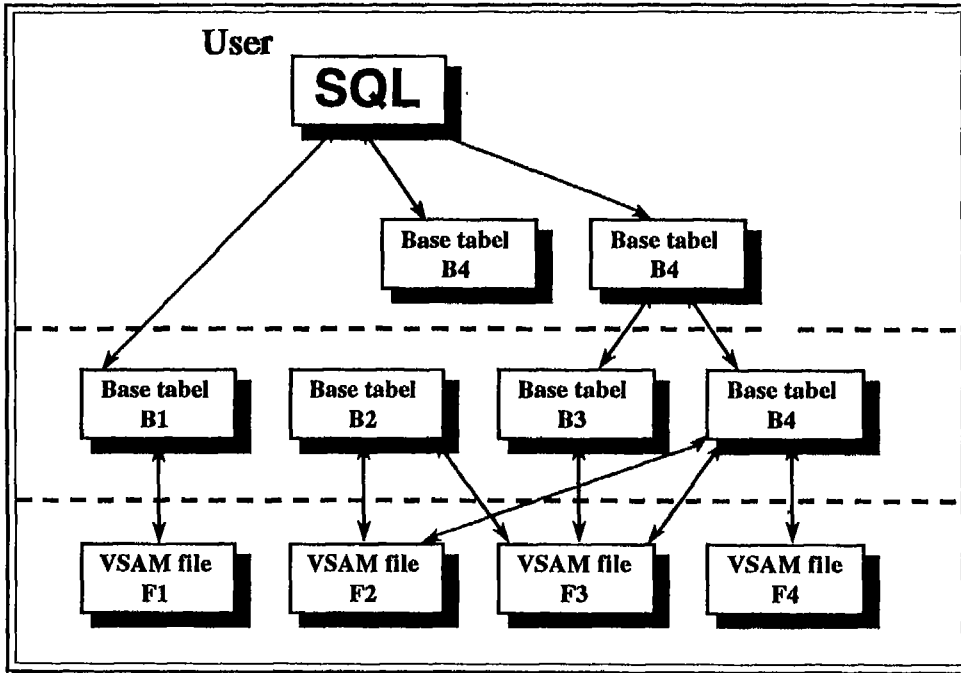 User
SQL
Base tabel
B4
Base tabel
B4
Base tabel
B1
Base tabel
B2
Base tabel
B3
Base tabel
B4
VSAM file
F1
VSAM file
F2
VSAM file
F3
VSAM file
F4